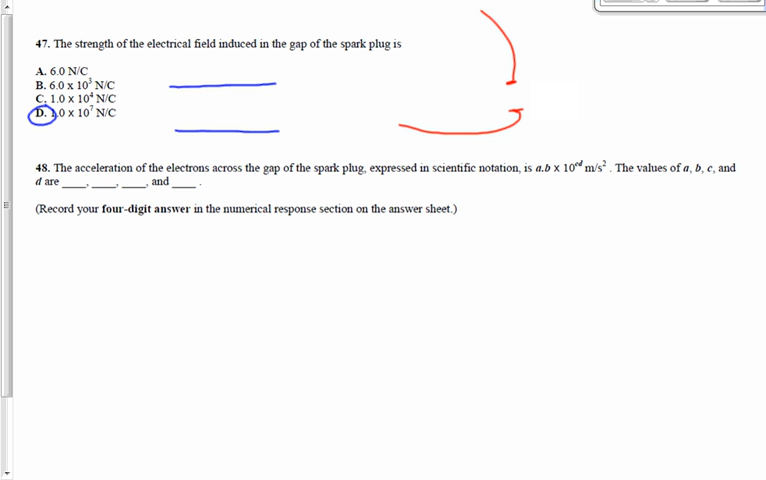 47. The strength of the electrical field induced in the gap of the spark plug is
A. 6.0 N/C
B. 6.0 x 10³ N/C
C. 1.0 x 10⁴ N/C
D. 1.0 x 10⁷ N/C
48. The acceleration of the electrons across the gap of the spark plug, expressed in scientific notation, is a.b x 10ᶜᵈ m/s² . The values of a, b, c, and
d are ____, ____, ____, and ____ .
(Record your four-digit answer in the numerical response section on the answer sheet.)